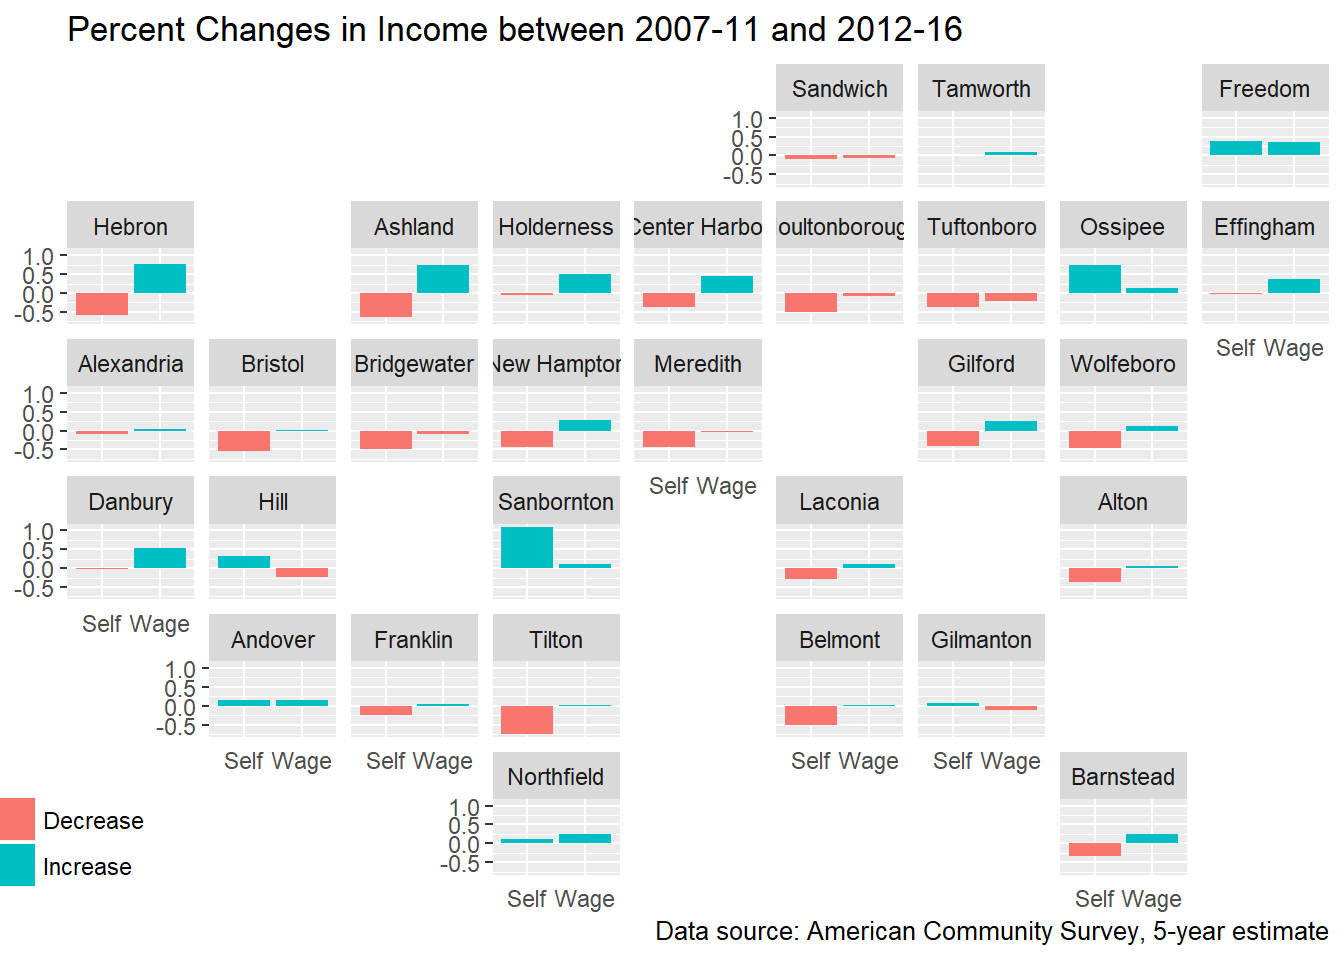 Percent Changes in Income between 2007-11 and 2012-16
Sandwich Tamworth Freedom
1.0
0.5
0.0
-0.5
Hebron Ashland Holderness Center Harbo oultonboroug Tuftonboro Ossipee Effingham
1.0
0.5
0.0
-0.5
Self Wage
Alexandria Bristol Bridgewater New Hampton Meredith Gilford Wolfeboro
1.0
0.5
0.0
-0.5
Self Wage
Danbury Hill Sanbornton Laconia Alton
1.0
0.5
0.0
-0.5
Self Wage
Andover Franklin Tilton Belmont Gilmanton
1.0
0.5
0.0
-0.5
Self Wage Self Wage Self Wage Self Wage
Northfield Barnstead
1.0
0.5
0.0
-0.5
Self Wage Self Wage
Decrease
Increase
Data source: American Community Survey, 5-year estimate